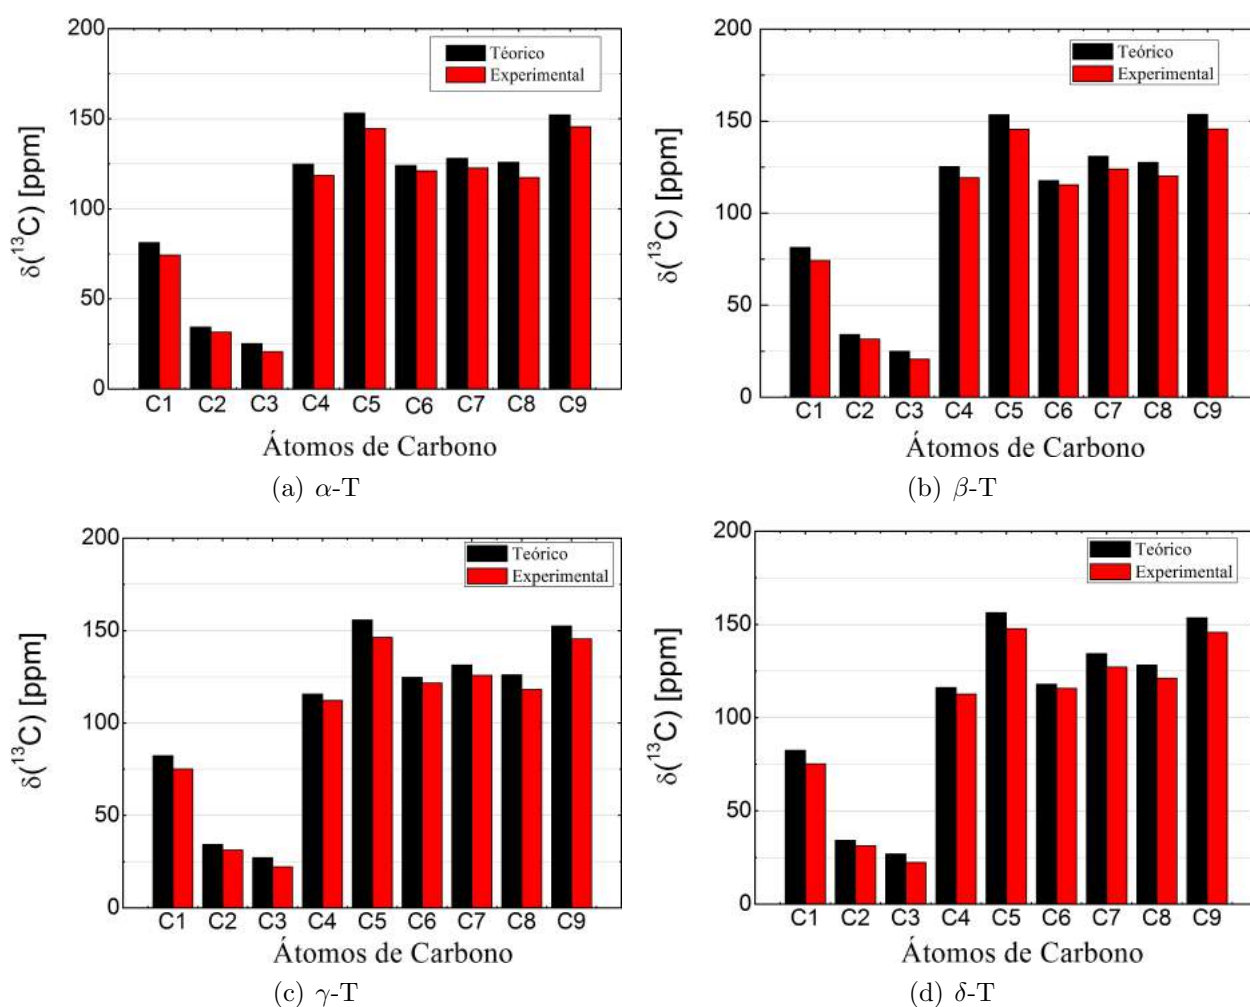 200
150
100
50
0
δ(¹³C) [ppm]
Téorico
Experimental
C1 C2 C3 C4 C5 C6 C7 C8 C9
Átomos de Carbono
(a) α-T
200
150
100
50
0
δ(¹³C) [ppm]
Teórico
Experimental
C1 C2 C3 C4 C5 C6 C7 C8 C9
Átomos de Carbono
(b) β-T
200
150
100
50
0
δ(¹³C) [ppm]
Teórico
Experimental
C1 C2 C3 C4 C5 C6 C7 C8 C9
Átomos de Carbono
(c) γ-T
200
150
100
50
0
δ(¹³C) [ppm]
Teórico
Experimental
C1 C2 C3 C4 C5 C6 C7 C8 C9
Átomos de Carbono
(d) δ-T